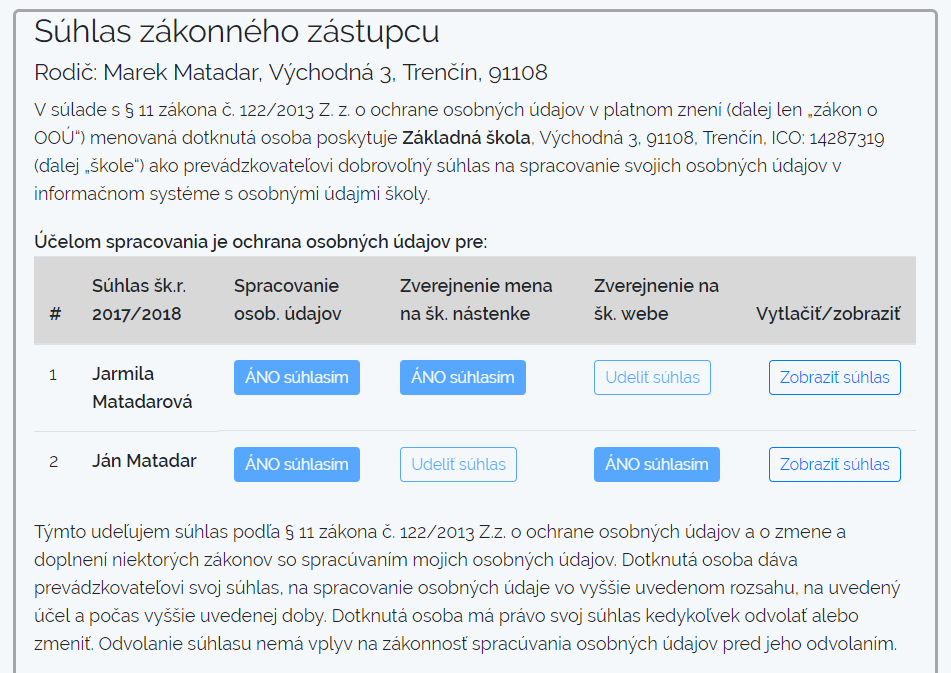 Súhlas zákonného zástupcu
Rodič: Marek Matadar, Východná 3, Trenčín, 91108
V súlade s § 11 zákona č. 122/2013 Z. z. o ochrane osobných údajov v platnom znení (ďalej len „zákon o
OOÚ“) menovaná dotknutá osoba poskytuje Základná škola, Východná 3, 91108, Trenčín, ICO: 14287319
(ďalej „škole“) ako prevádzkovateľovi dobrovoľný súhlas na spracovanie svojich osobných údajov v
informačnom systéme s osobnými údajmi školy.
Účelom spracovania je ochrana osobných údajov pre:
# Súhlas šk.r. 2017/2018 Spracovanie osob. údajov Zverejnenie mena na šk. nástenke Zverejnenie na šk. webe Vytlačiť/zobraziť
1 Jarmila Matadarová ÁNO súhlasím ÁNO súhlasím Udeliť súhlas Zobraziť súhlas
2 Ján Matadar ÁNO súhlasím Udeliť súhlas ÁNO súhlasím Zobraziť súhlas
Týmto udeľujem súhlas podľa § 11 zákona č. 122/2013 Z.z. o ochrane osobných údajov a o zmene a
doplnení niektorých zákonov so spracúvaním mojich osobných údajov. Dotknutá osoba dáva
prevádzkovateľovi svoj súhlas, na spracovanie osobných údaje vo vyššie uvedenom rozsahu, na uvedený
účel a počas vyššie uvedenej doby. Dotknutá osoba má právo svoj súhlas kedykoľvek odvolať alebo
zmeniť. Odvolanie súhlasu nemá vplyv na zákonnosť spracúvania osobných údajov pred jeho odvolaním.